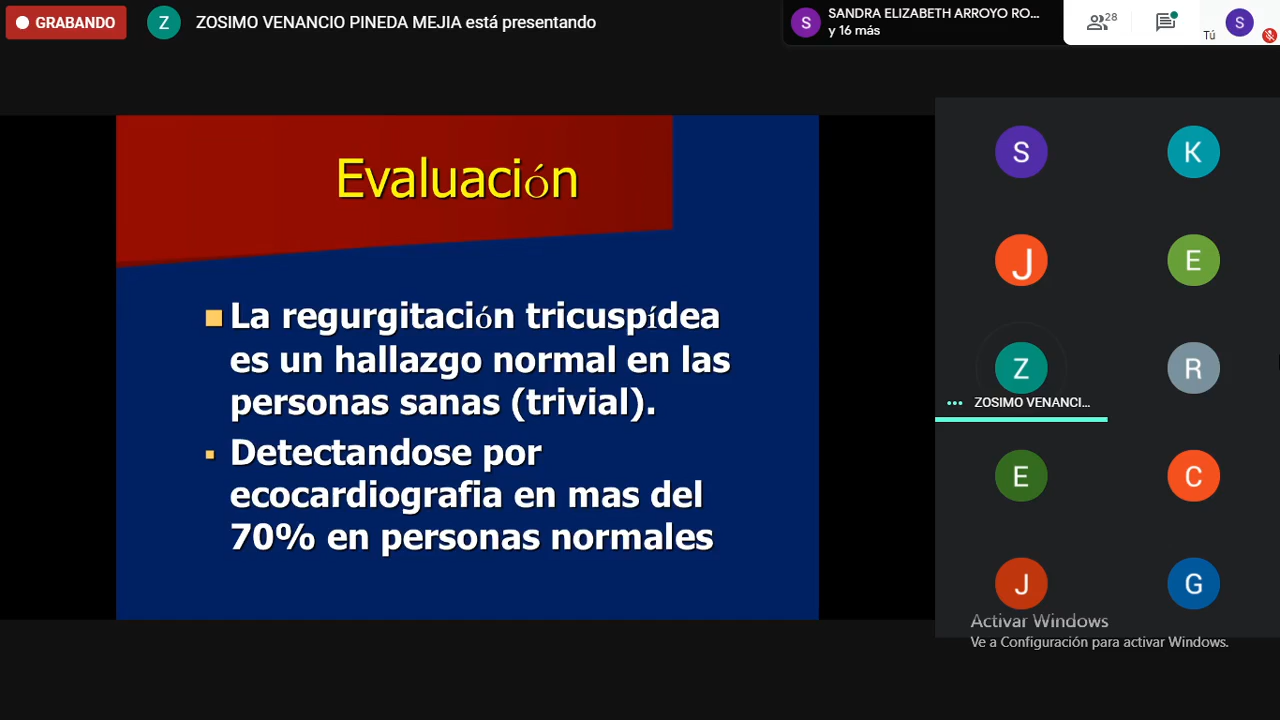 GRABANDO
Z
ZOSIMO VENANCIO PINEDA MEJIA está presentando
S
SANDRA ELIZABETH ARROYO RO...
y 16 más
28
Tú
S
Evaluación
La regurgitación tricuspídea
es un hallazgo normal en las
personas sanas (trivial).
Detectandose por
ecocardiografia en mas del
70% en personas normales
S
K
J
E
Z
R
ZOSIMO VENANCI...
E
C
J
G
Activar Windows
Ve a Configuración para activar Windows.